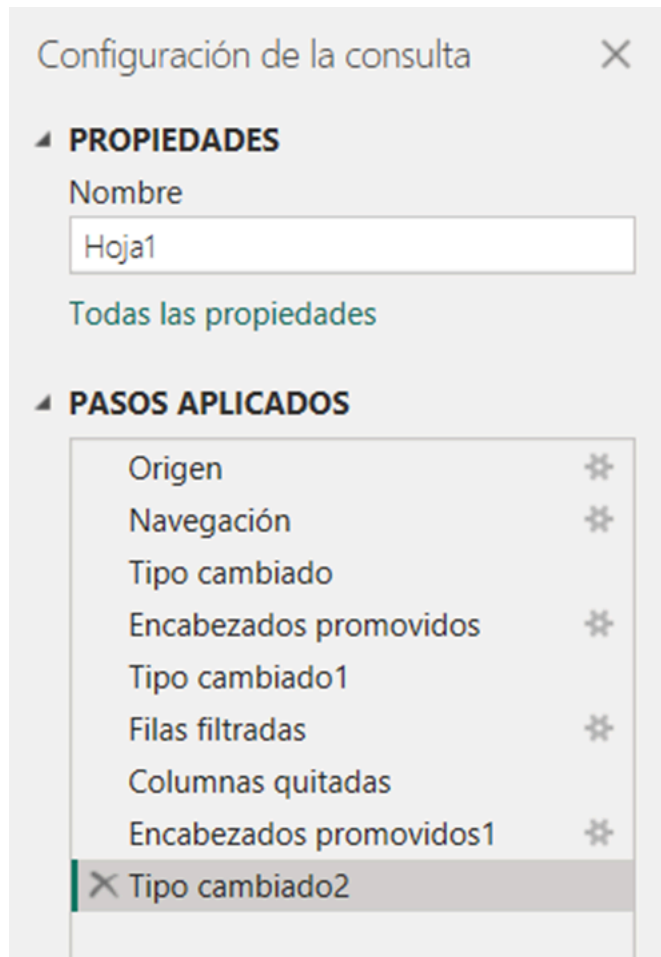 Configuración de la consulta
PROPIEDADES
Nombre
Hoja1
Todas las propiedades
PASOS APLICADOS
Origen
Navegación
Tipo cambiado
Encabezados promovidos
Tipo cambiado1
Filas filtradas
Columnas quitadas
Encabezados promovidos1
Tipo cambiado2